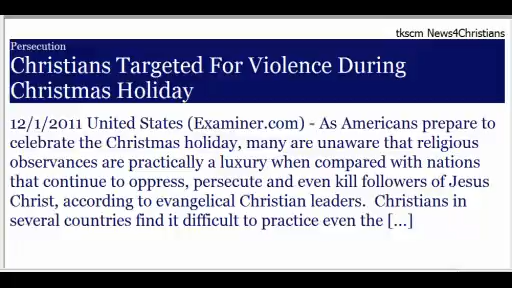 tkscm News4Christians
Persecution
Christians Targeted For Violence During
Christmas Holiday
12/1/2011 United States (Examiner.com) - As Americans prepare to
celebrate the Christmas holiday, many are unaware that religious
observances are practically a luxury when compared with nations
that continue to oppress, persecute and even kill followers of Jesus
Christ, according to evangelical Christian leaders.  Christians in
several countries find it difficult to practice even the [...]